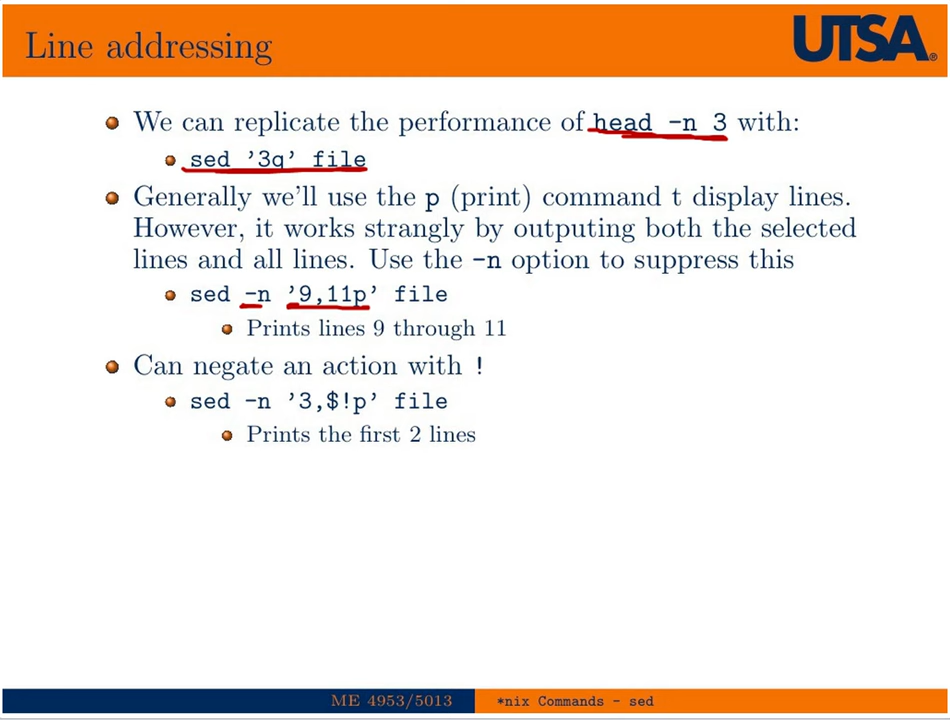 Line addressing
UTSA®
We can replicate the performance of head -n 3 with:
sed ’3q’ file
Generally we’ll use the p (print) command t display lines.
However, it works strangly by outputing both the selected
lines and all lines. Use the -n option to suppress this
sed -n ’9,11p’ file
Prints lines 9 through 11
Can negate an action with !
sed -n ’3,$!p’ file
Prints the first 2 lines
ME 4953/5013
*nix Commands - sed